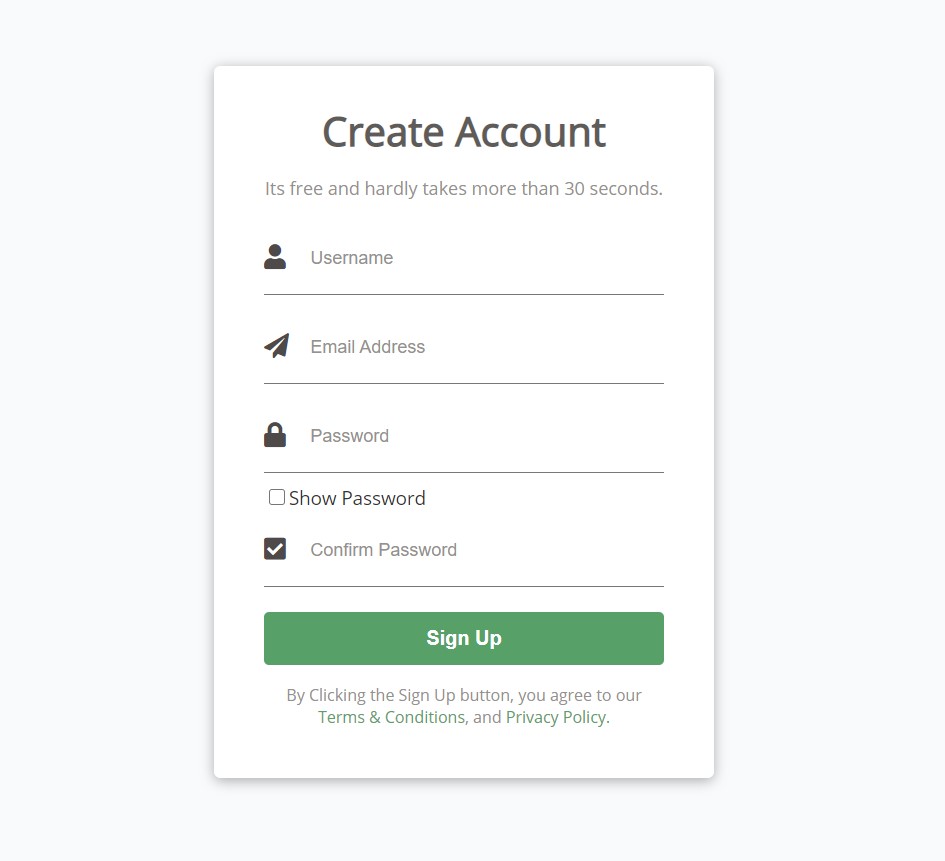 Create Account
Its free and hardly takes more than 30 seconds.
Username
Email Address
Password
Show Password
Confirm Password
Sign Up
By Clicking the Sign Up button, you agree to our
Terms & Conditions, and Privacy Policy.